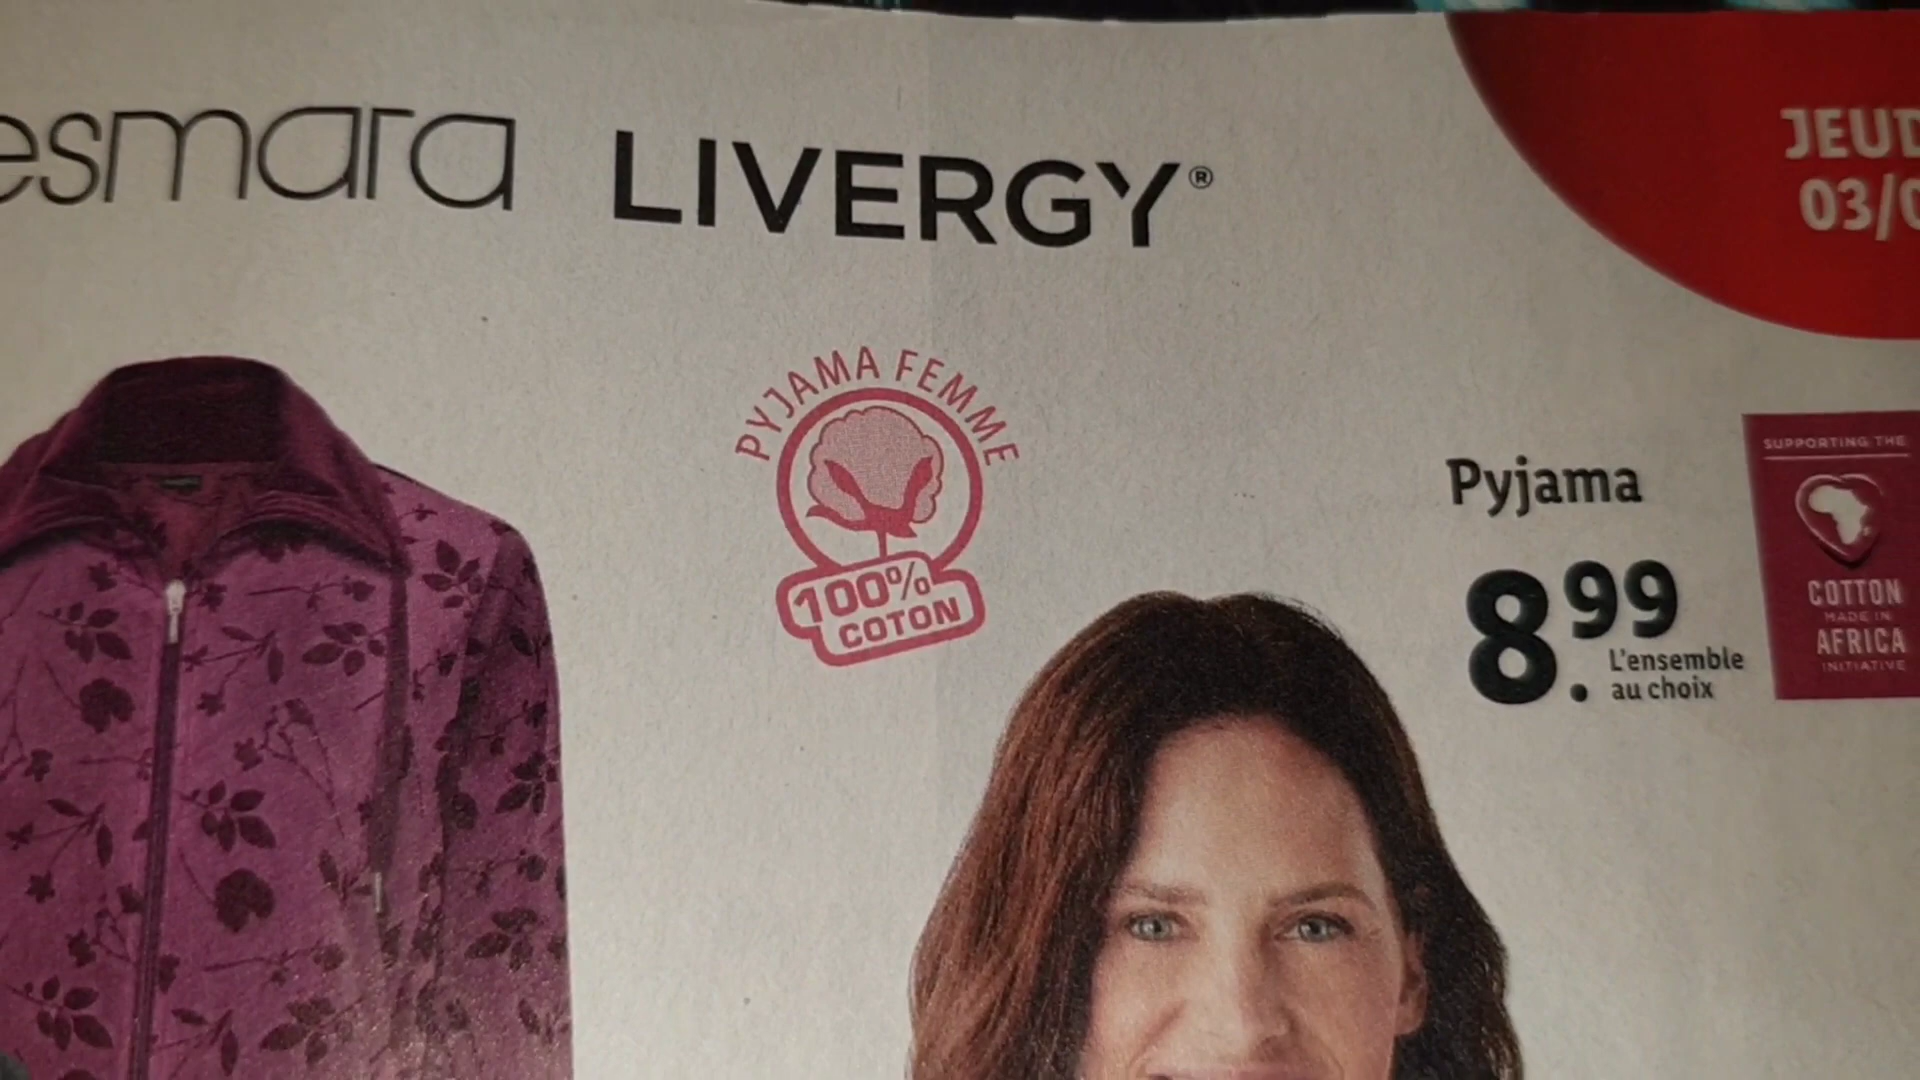 esmara LIVERGY®
JEUD
03/0
PYJAMA FEMME
100%
COTON
Pyjama
8.99
L'ensemble
au choix
SUPPORTING THE
COTTON
MADE IN
AFRICA
INITIATIVE